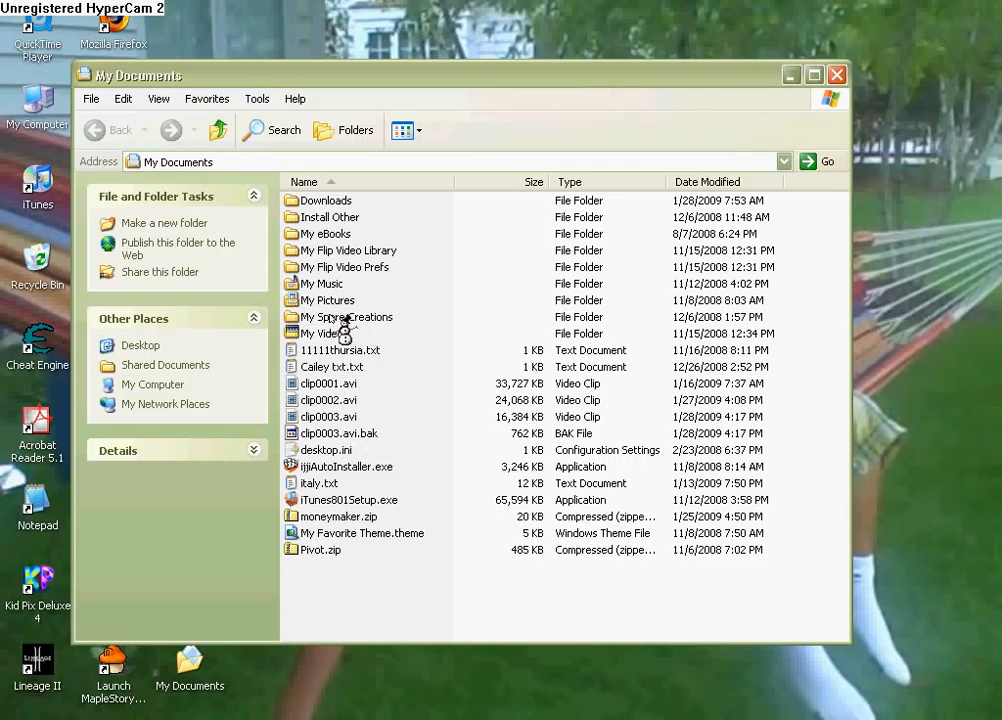 Unregistered HyperCam 2
QuickTime
Player
Mozilla Firefox
My Computer
iTunes
Recycle Bin
Cheat Engine
Acrobat
Reader 5.1
Notepad
Kid Pix Deluxe
4
Lineage II
Launch
MapleStory...
My Documents
My Documents
File Edit View Favorites Tools Help
Back Search Folders
Address My Documents Go
File and Folder Tasks
Make a new folder
Publish this folder to the
Web
Share this folder
Other Places
Desktop
Shared Documents
My Computer
My Network Places
Details
Name Size Type Date Modified
Downloads File Folder 1/28/2009 7:53 AM
Install Other File Folder 12/6/2008 11:48 AM
My eBooks File Folder 8/7/2008 6:24 PM
My Flip Video Library File Folder 11/15/2008 12:31 PM
My Flip Video Prefs File Folder 11/15/2008 12:31 PM
My Music File Folder 11/12/2008 4:02 PM
My Pictures File Folder 11/8/2008 8:03 AM
My Spore Creations File Folder 12/6/2008 1:57 PM
My File Folder 11/15/2008 12:34 PM
11111thursia.txt 1 KB Text Document 11/16/2008 8:11 PM
Cailey txt.txt 1 KB Text Document 12/26/2008 2:52 PM
clip0001.avi 33,727 KB Video Clip 1/16/2009 7:37 AM
clip0002.avi 24,068 KB Video Clip 1/27/2009 4:08 PM
clip0003.avi 16,384 KB Video Clip 1/28/2009 4:17 PM
clip0003.avi.bak 762 KB BAK File 1/28/2009 4:17 PM
desktop.ini 1 KB Configuration Settings 2/23/2008 6:37 PM
ijjiAutoInstaller.exe 3,246 KB Application 11/8/2008 8:14 AM
italy.txt 12 KB Text Document 1/13/2009 7:50 PM
iTunes801Setup.exe 65,594 KB Application 11/12/2008 3:58 PM
moneymaker.zip 20 KB Compressed (zippe... 1/25/2009 4:50 PM
My Favorite Theme.theme 5 KB Windows Theme File 11/8/2008 7:50 AM
Pivot.zip 485 KB Compressed (zippe... 11/6/2008 7:02 PM